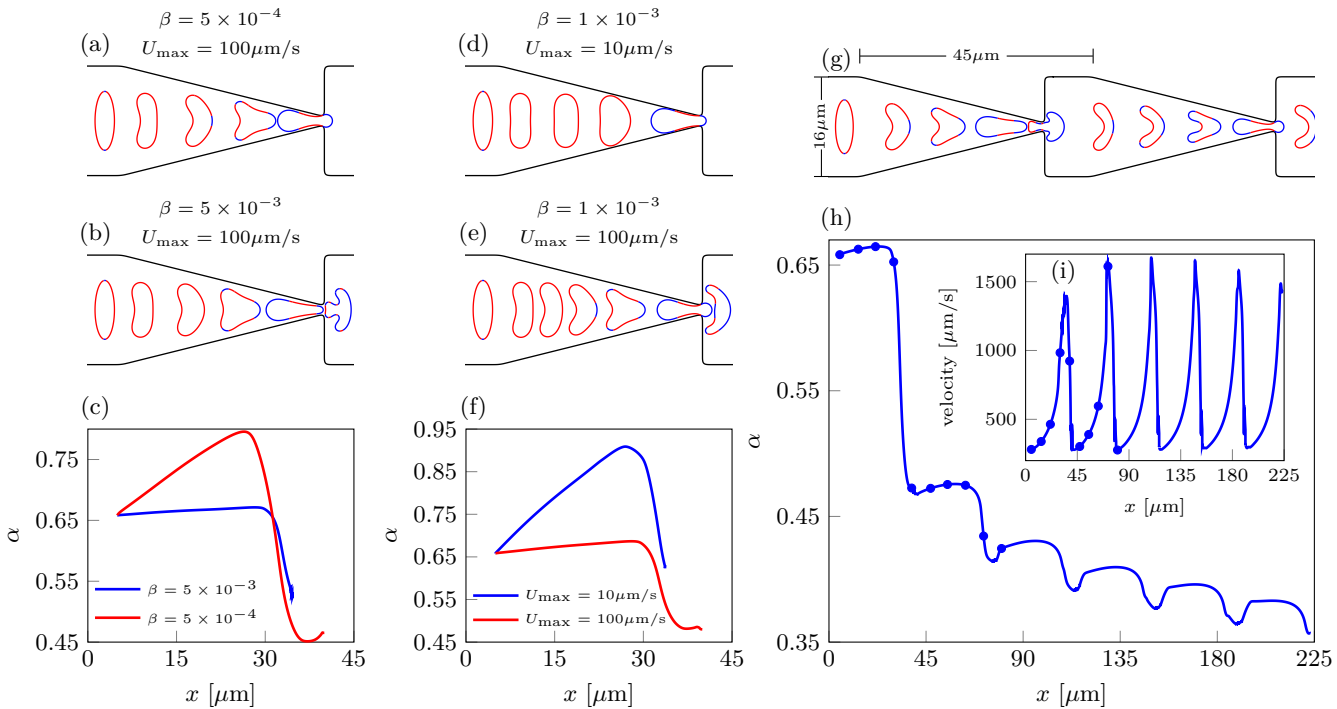 β = 5 × 10⁻⁴
(a) U_max = 100μm/s
β = 1 × 10⁻³
(d) U_max = 10μm/s
(g) 45μm
16μm
β = 5 × 10⁻³
(b) U_max = 100μm/s
β = 1 × 10⁻³
(e) U_max = 100μm/s
(c)
α
0.75
0.65
0.55
0.45
β = 5 × 10⁻³
β = 5 × 10⁻⁴
0 15 30 45
x [μm]
(f)
α
0.95
0.85
0.75
0.65
0.55
0.45
U_max = 10μm/s
U_max = 100μm/s
0 15 30 45
x [μm]
(h)
α
0.65
0.55
0.45
0.35
0 45 90 135 180 225
x [μm]
(i)
velocity [μm/s]
1500
1000
500
0 45 90 135 180 225
x [μm]